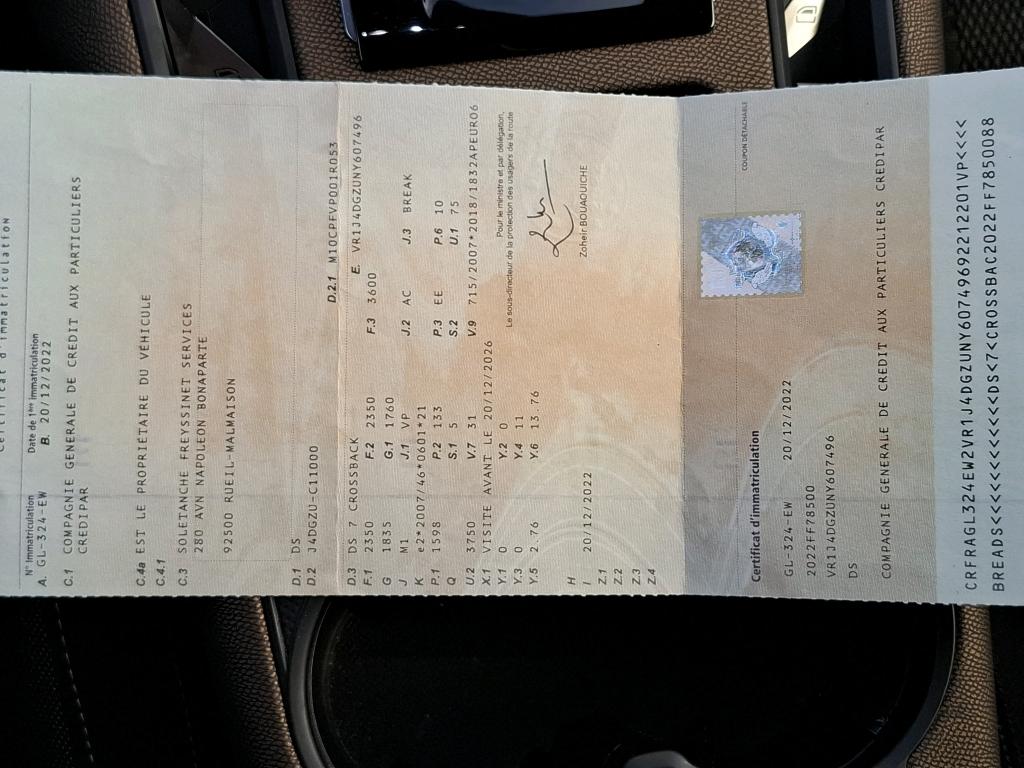 Certificat d'immatriculation
N° Immatriculation Date de 1ère immatriculation
A. GL-324-EW B. 20/12/2022
C.1 COMPAGNIE GENERALE DE CREDIT AUX PARTICULIERS
CREDIPAR
C.4a EST LE PROPRIÉTAIRE DU VÉHICULE
C.4.1
C.3 SOLETANCHE FREYSSINET SERVICES
280 AVN NAPOLEON BONAPARTE
92500 RUEIL-MALMAISON
D.1 DS
D.2 J4DGZU-C11000 D.2.1 M10CPFVP001R053
D.3 DS 7 CROSSBACK E. VR1J4DGZUNY607496
F.1 2350 F.2 2350 F.3 3600
G 1835 G.1 1760
J M1 J.1 VP J.2 AC J.3 BREAK
K e2*2007/46*0601*21
P.1 1598 P.2 133 P.3 EE P.6 10
Q S.1 5 S.2 U.1 75
U.2 3750 V.7 31 V.9 715/2007*2018/1832APEURO6
X.1 VISITE AVANT LE 20/12/2026
Y.1 0 Y.2 0
Y.3 0 Y.4 11
Y.5 2.76 Y.6 13.76
Pour le ministre et par délégation,
Le sous-directeur de la protection des usagers de la route
Zoheir BOUAOUICHE
H
I 20/12/2022
Z.1
Z.2
Z.3
Z.4
COUPON DÉTACHABLE
Certificat d'immatriculation
GL-324-EW 20/12/2022
2022FF78500
VR1J4DGZUNY607496
DS
COMPAGNIE GENERALE DE CREDIT AUX PARTICULIERS CREDIPAR
CRFRAGL324EW2VR1J4DGZUNY6074969221220​1VP<<<
BREADS<<<<<<<<<<<DS<7<CROSSBAC2022FF7850088